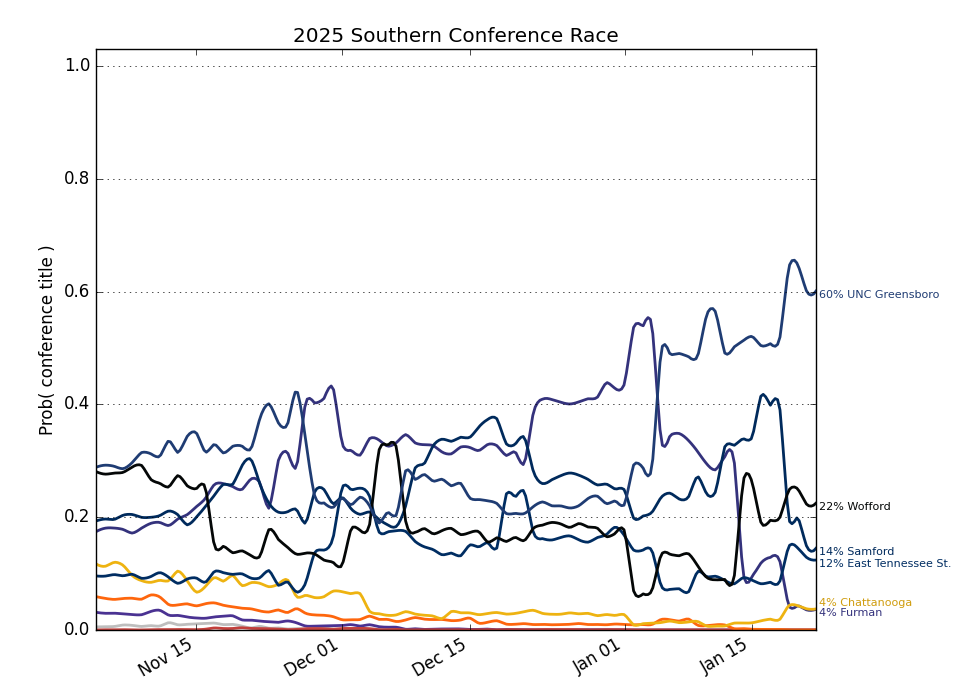 2025 Southern Conference Race
Prob( conference title )
1.0
0.8
0.6
0.4
0.2
0.0
60% UNC Greensboro
22% Wofford
14% Samford
12% East Tennessee St.
4% Chattanooga
4% Furman
Nov 15
Dec 01
Dec 15
Jan 01
Jan 15